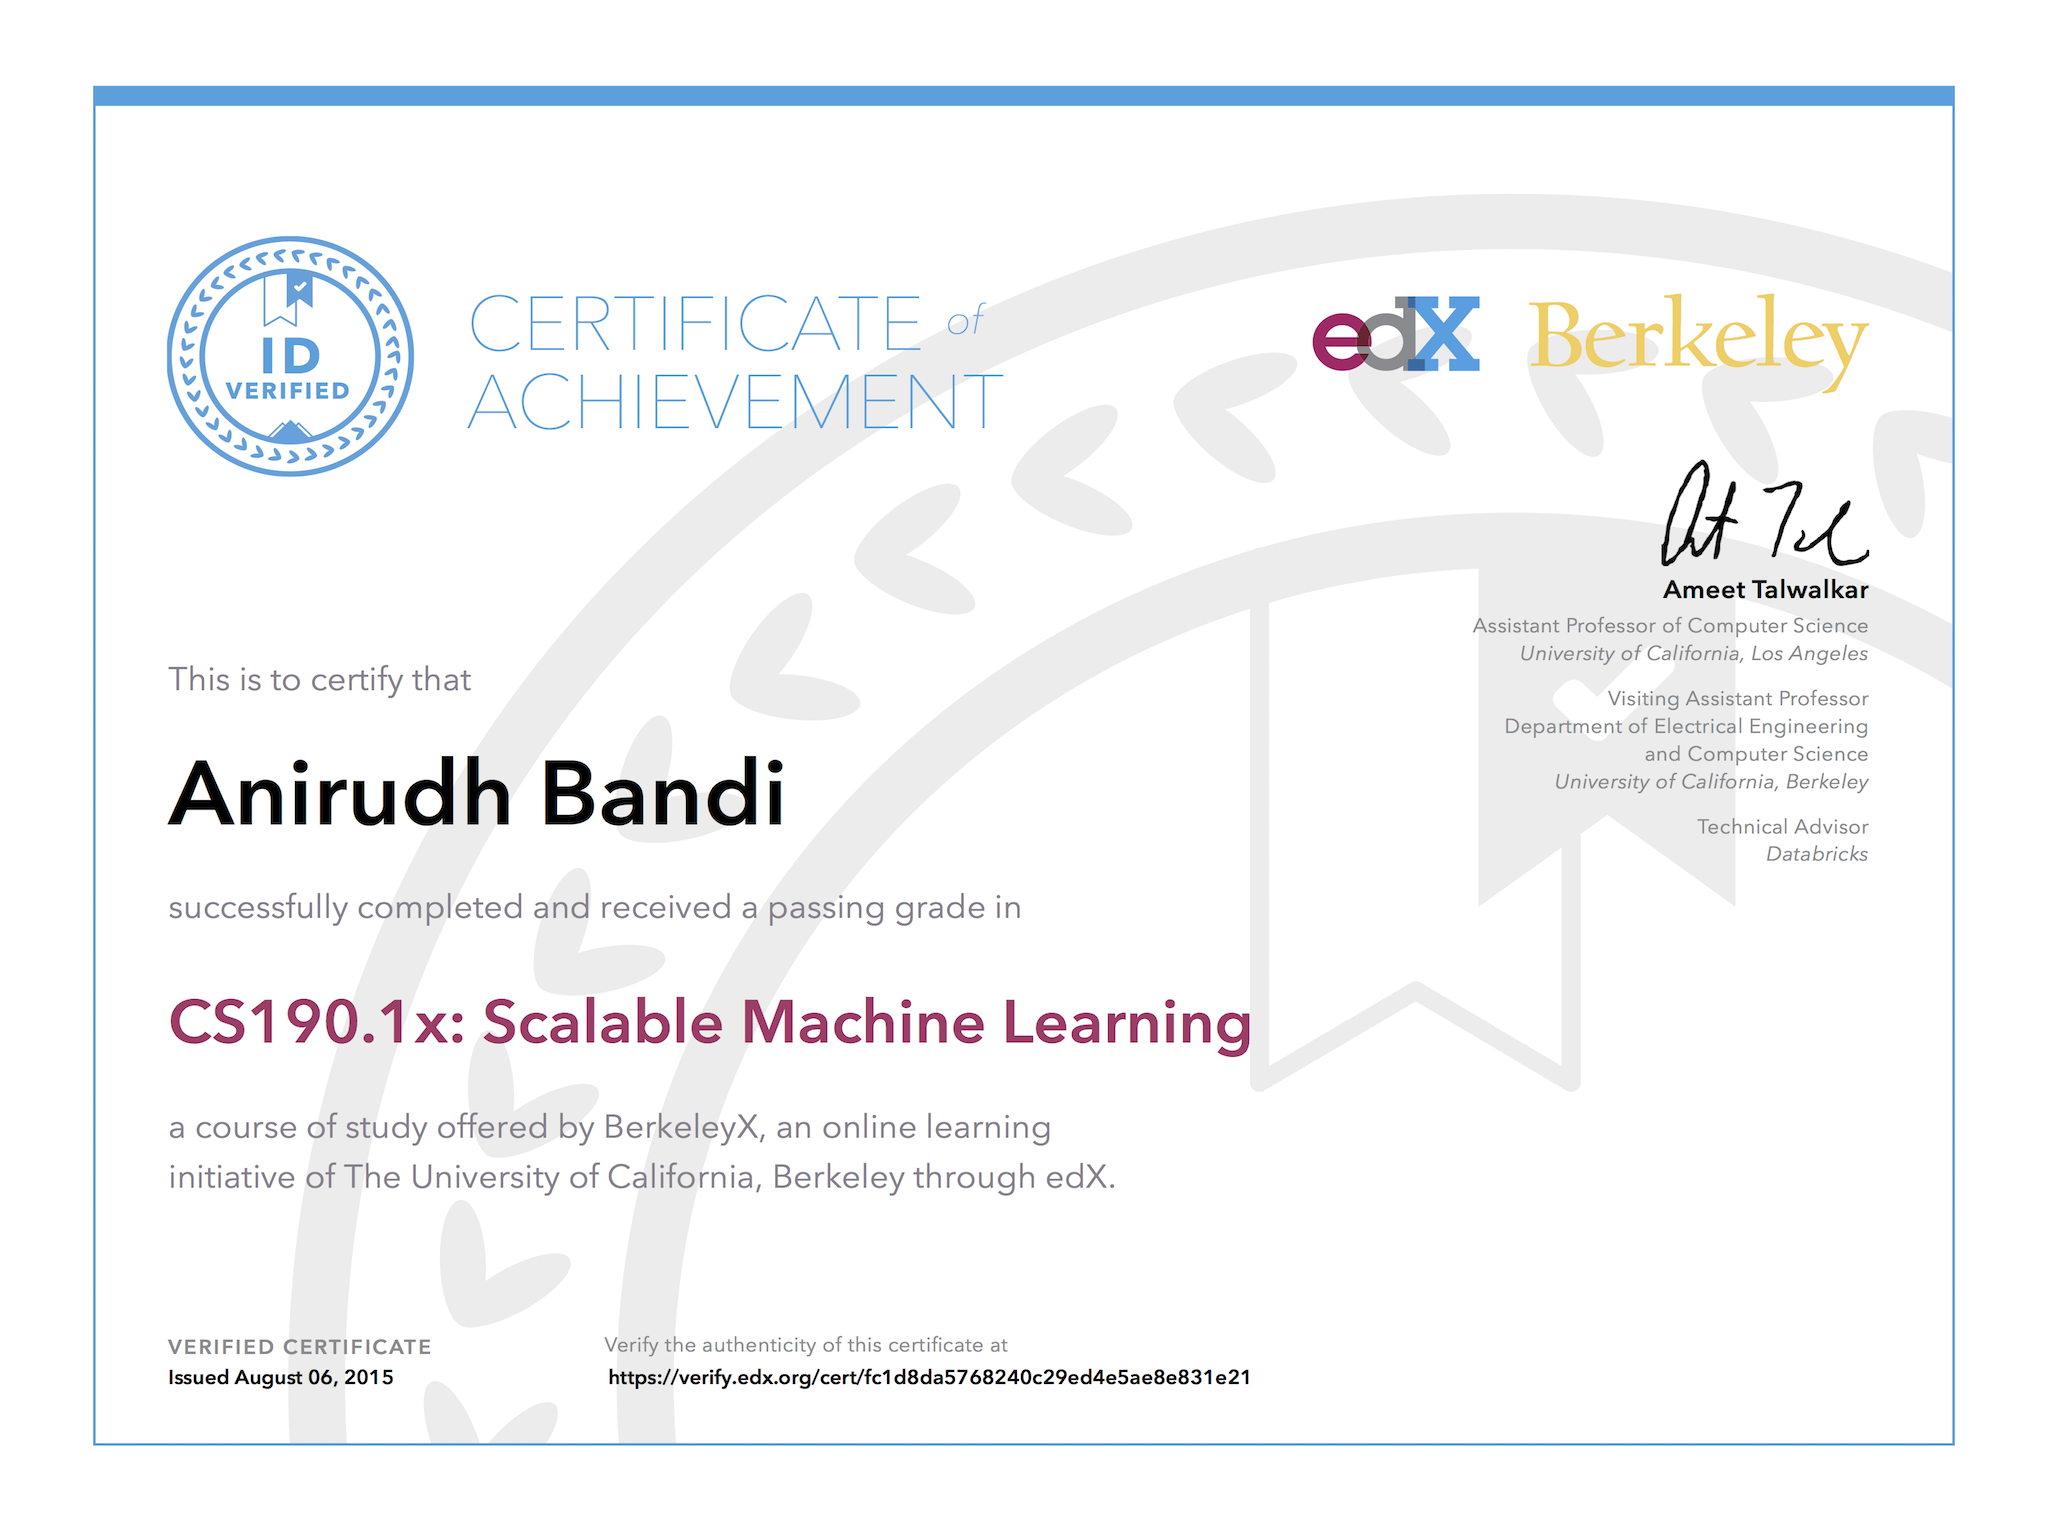 ID
VERIFIED
CERTIFICATE of
ACHIEVEMENT
edX Berkeley
Ameet Talwalkar
Assistant Professor of Computer Science
University of California, Los Angeles
Visiting Assistant Professor
Department of Electrical Engineering
and Computer Science
University of California, Berkeley
Technical Advisor
Databricks
This is to certify that
Anirudh Bandi
successfully completed and received a passing grade in
CS190.1x: Scalable Machine Learning
a course of study offered by BerkeleyX, an online learning
initiative of The University of California, Berkeley through edX.
VERIFIED CERTIFICATE
Issued August 06, 2015
Verify the authenticity of this certificate at
https://verify.edx.org/cert/fc1d8da5768240c29ed4e5ae8e831e21